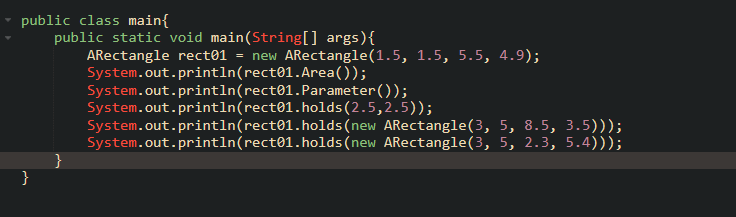 public class main{
public static void main(String[] args){
ARectangle rect01 = new ARectangle(1.5, 1.5, 5.5, 4.9);
System.out.println(rect01.Area());
System.out.println(rect01.Parameter());
System.out.println(rect01.holds(2.5,2.5));
System.out.println(rect01.holds(new ARectangle(3, 5, 8.5, 3.5)));
System.out.println(rect01.holds(new ARectangle(3, 5, 2.3, 5.4)));
}
}